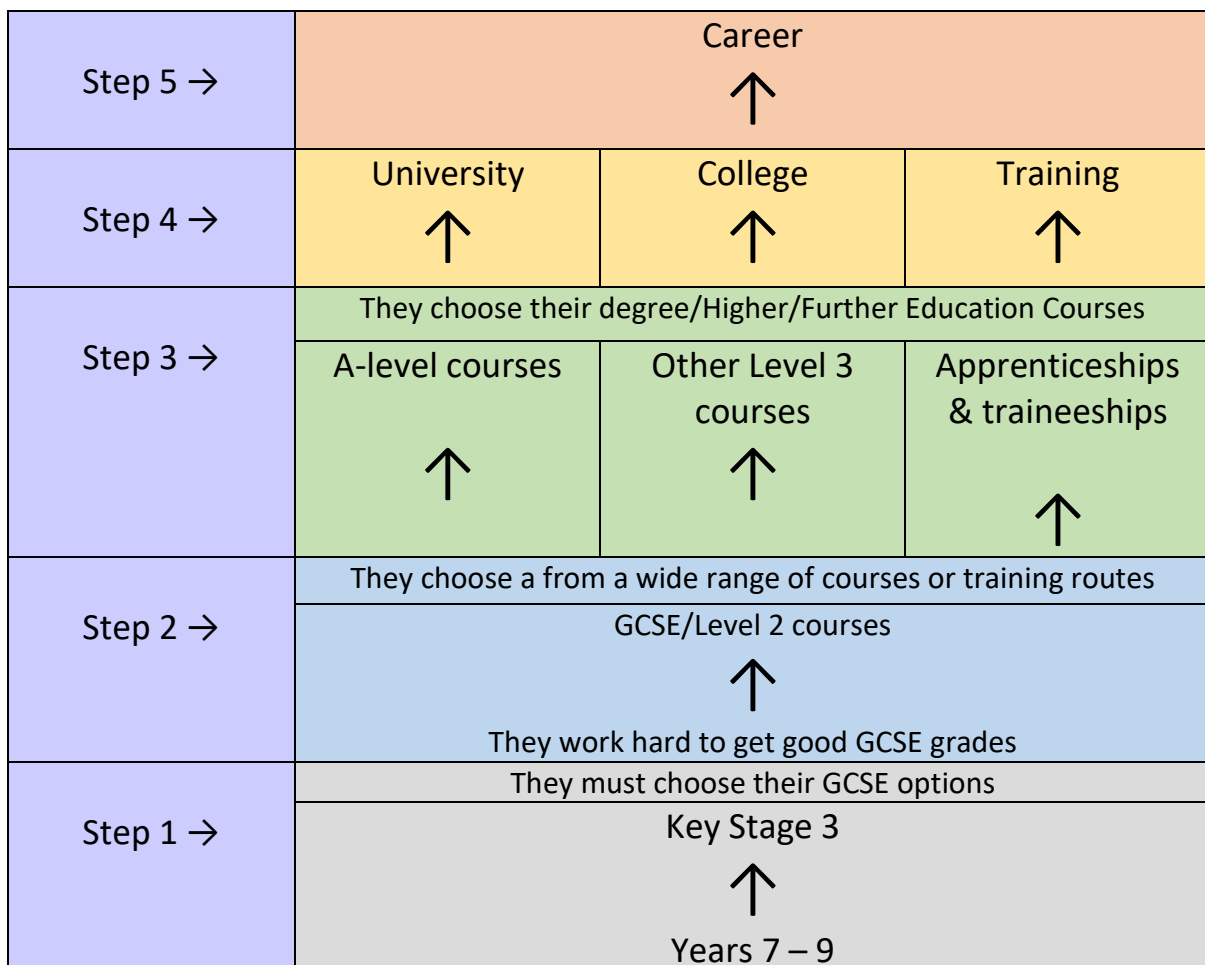 Step 5 →
Career
Step 4 →
University
College
Training
Step 3 →
They choose their degree/Higher/Further Education Courses
A-level courses
Other Level 3
courses
Apprenticeships
& traineeships
Step 2 →
They choose a from a wide range of courses or training routes
GCSE/Level 2 courses
They work hard to get good GCSE grades
Step 1 →
They must choose their GCSE options
Key Stage 3
Years 7 – 9